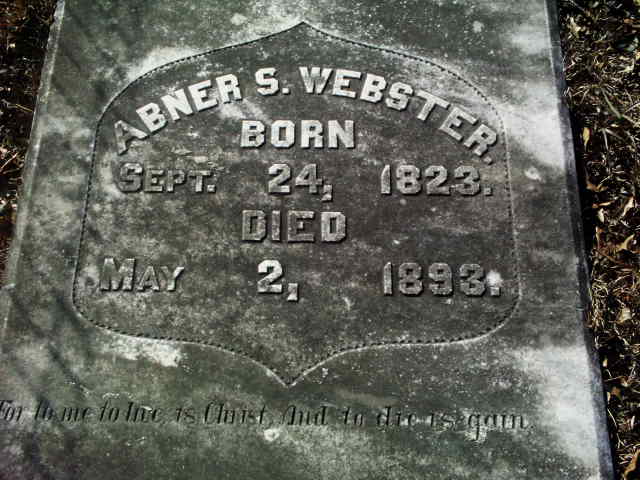 ABNER S. WEBSTER.
BORN
SEPT. 24, 1823.
DIED
MAY 2, 1893.
For to me to live is Christ, And to die is gain.